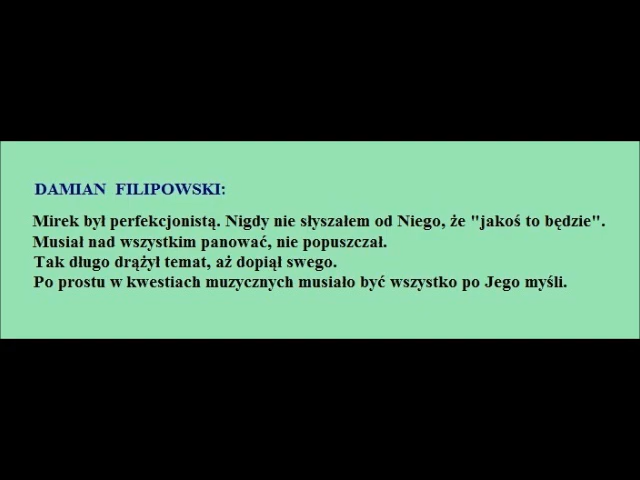 DAMIAN FILIPOWSKI:
Mirek był perfekcjonistą. Nigdy nie słyszałem od Niego, że "jakoś to będzie".
Musiał nad wszystkim panować, nie popuszczał.
Tak długo drążył temat, aż dopiął swego.
Po prostu w kwestiach muzycznych musiało być wszystko po Jego myśli.